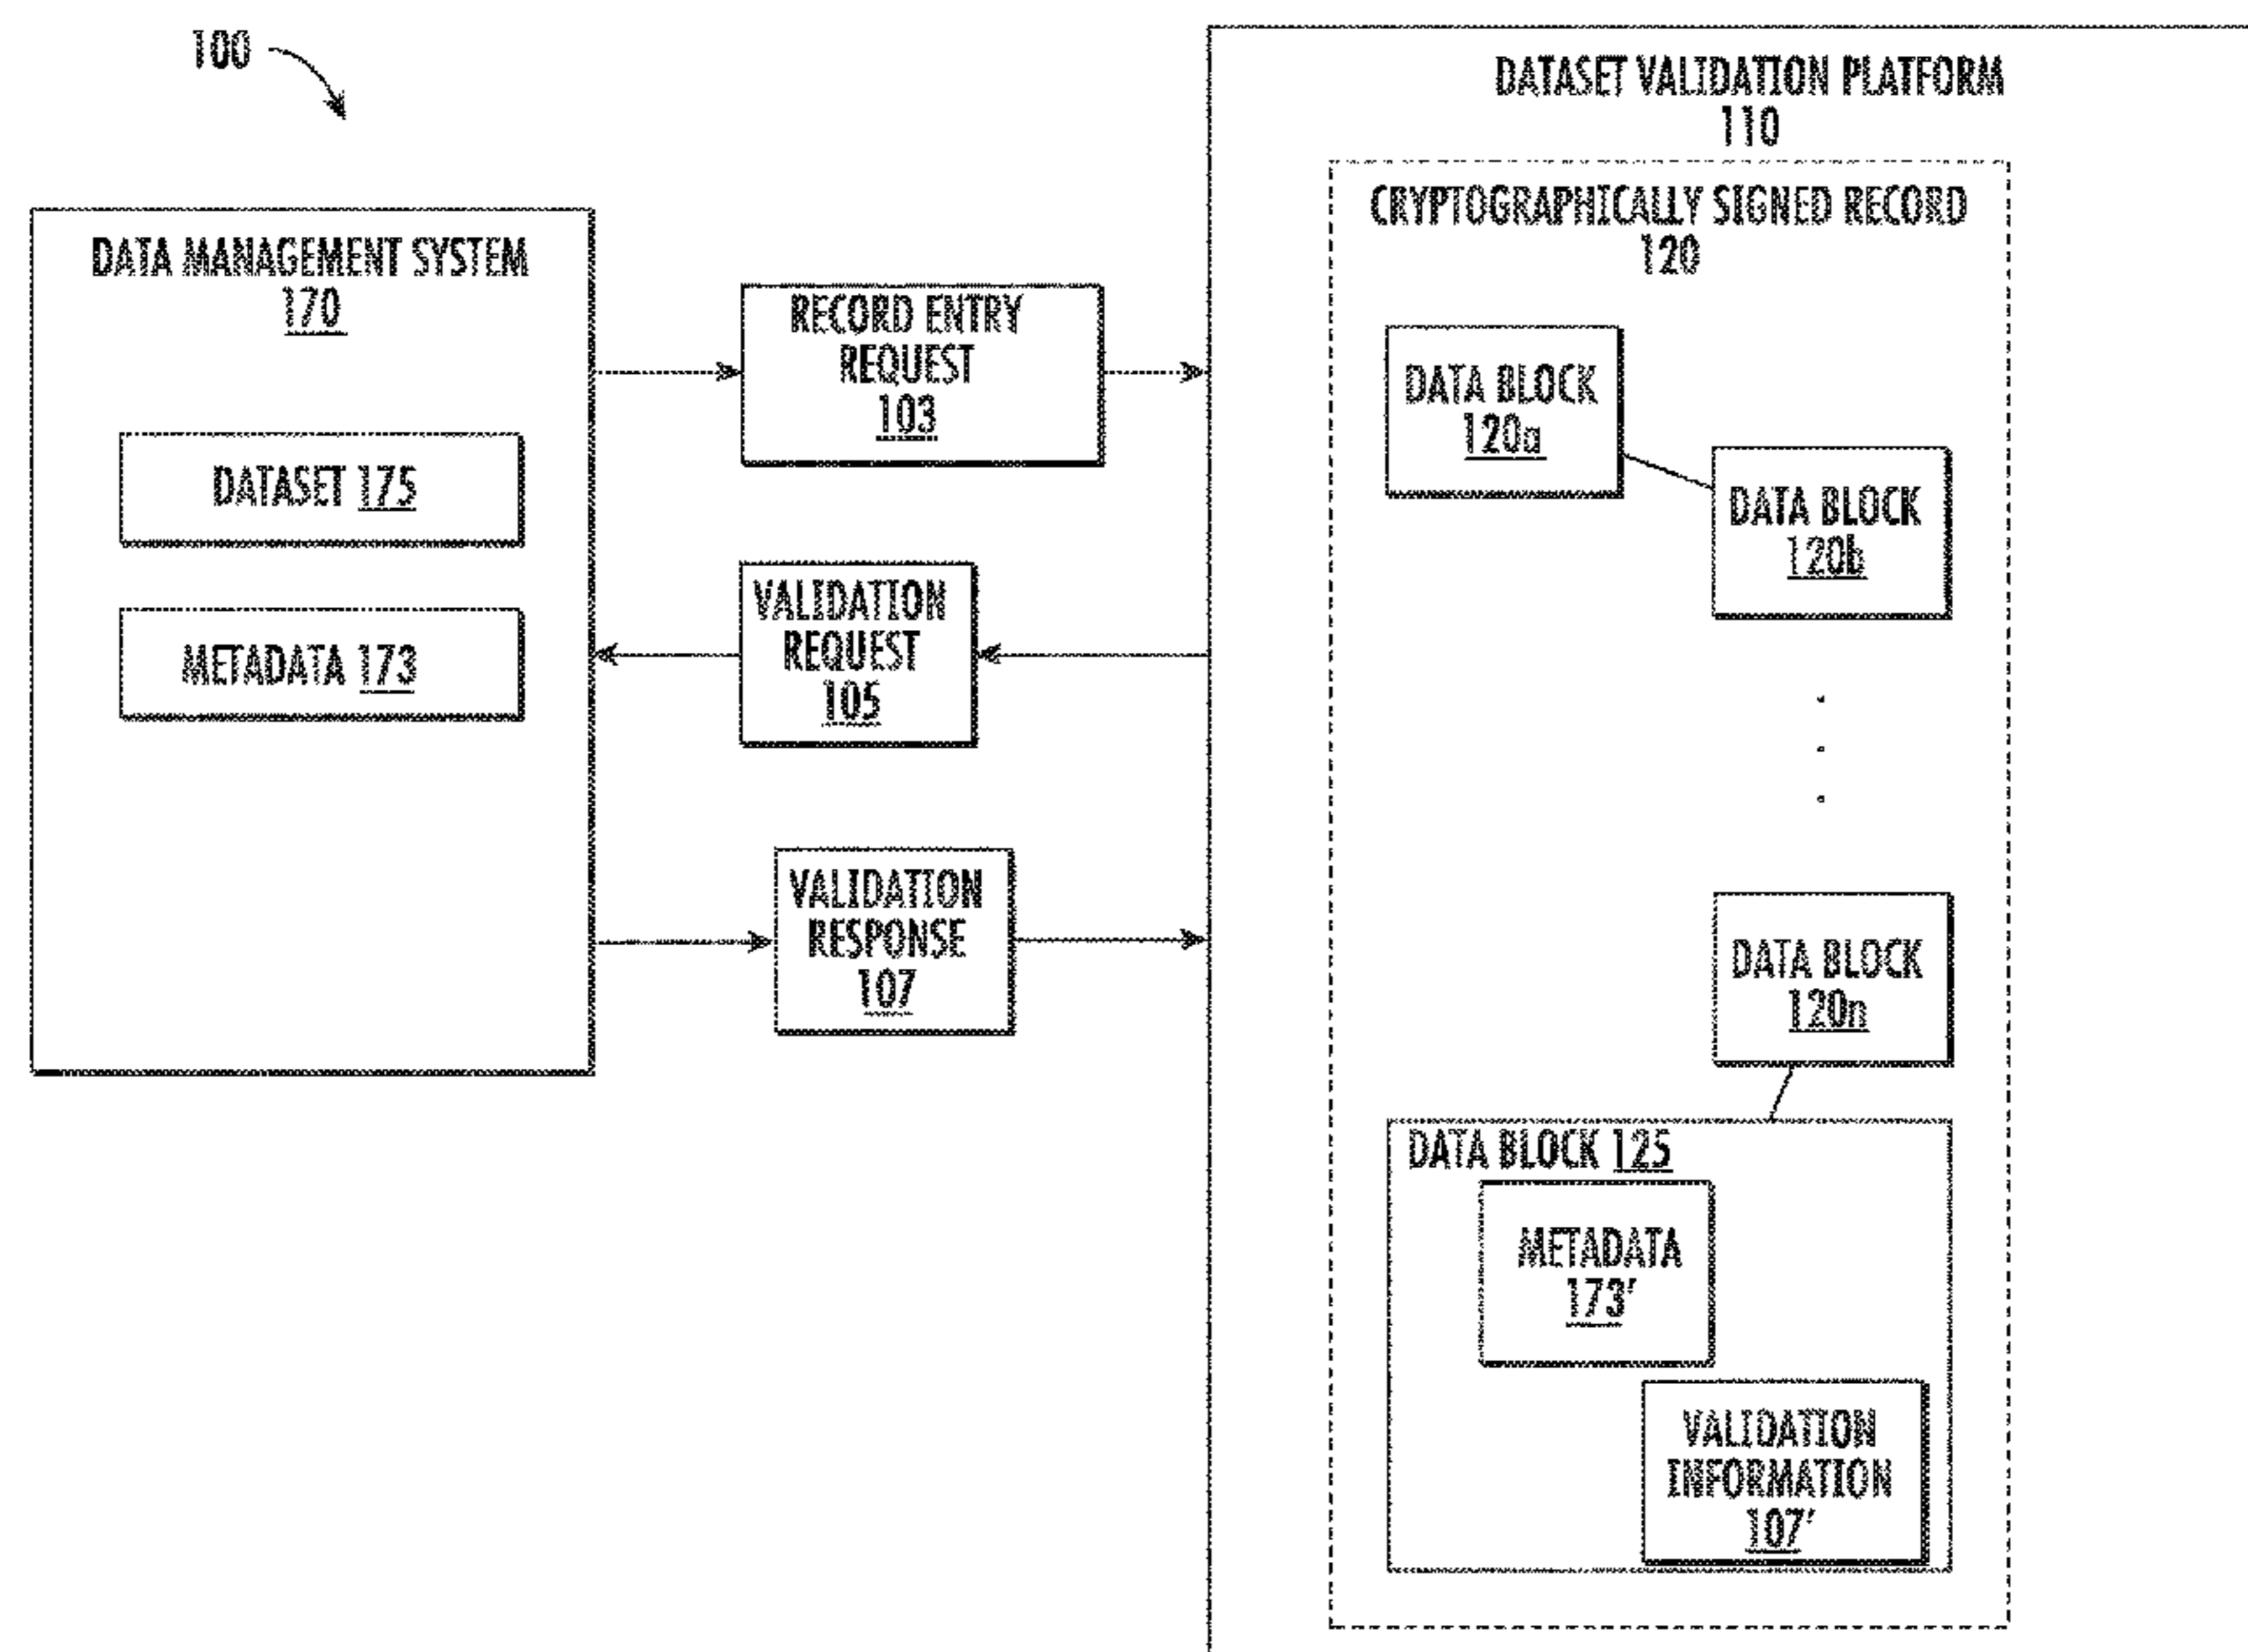 100
DATASET VALIDATION PLATFORM
110
CRYPTOGRAPHICALLY SIGNED RECORD
120
DATA MANAGEMENT SYSTEM
170
DATASET 175
METADATA 173
RECORD ENTRY
REQUEST
103
VALIDATION
REQUEST
105
VALIDATION
RESPONSE
107
DATA BLOCK
120a
DATA BLOCK
120b
DATA BLOCK
120n
DATA BLOCK 125
METADATA
173'
VALIDATION
INFORMATION
107'